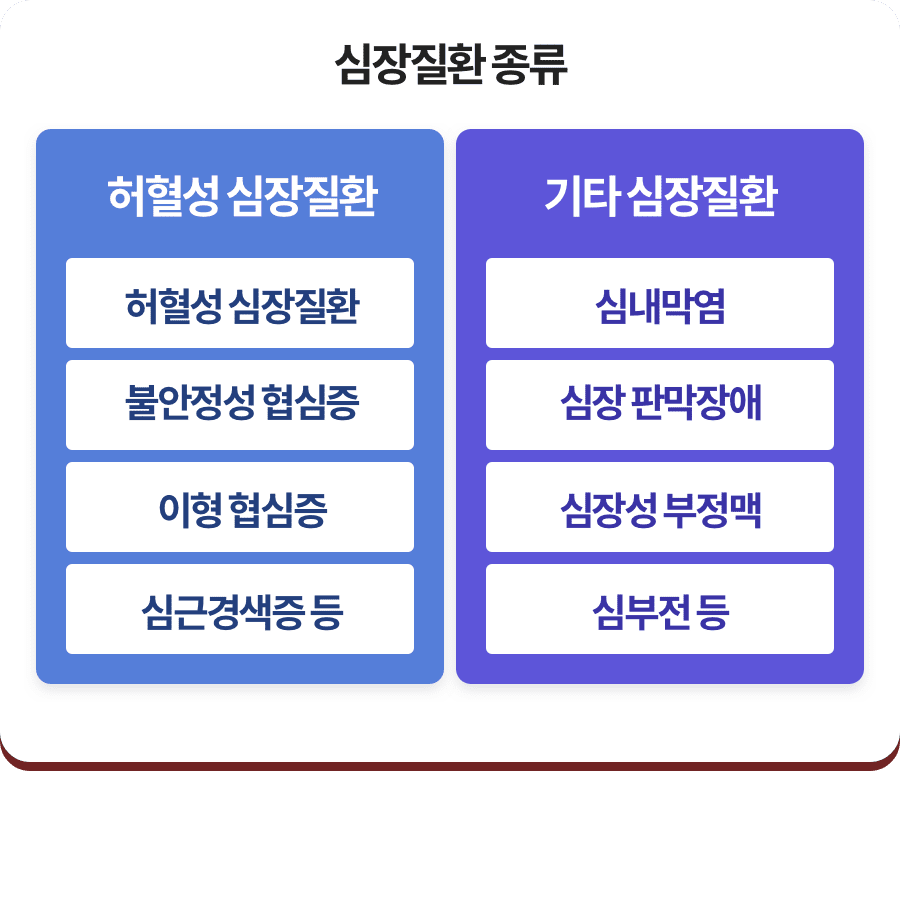 심장질환 종류
허혈성 심장질환
허혈성 심장질환
불안정성 협심증
이형 협심증
심근경색증 등
기타 심장질환
심내막염
심장 판막장애
심장성 부정맥
심부전 등